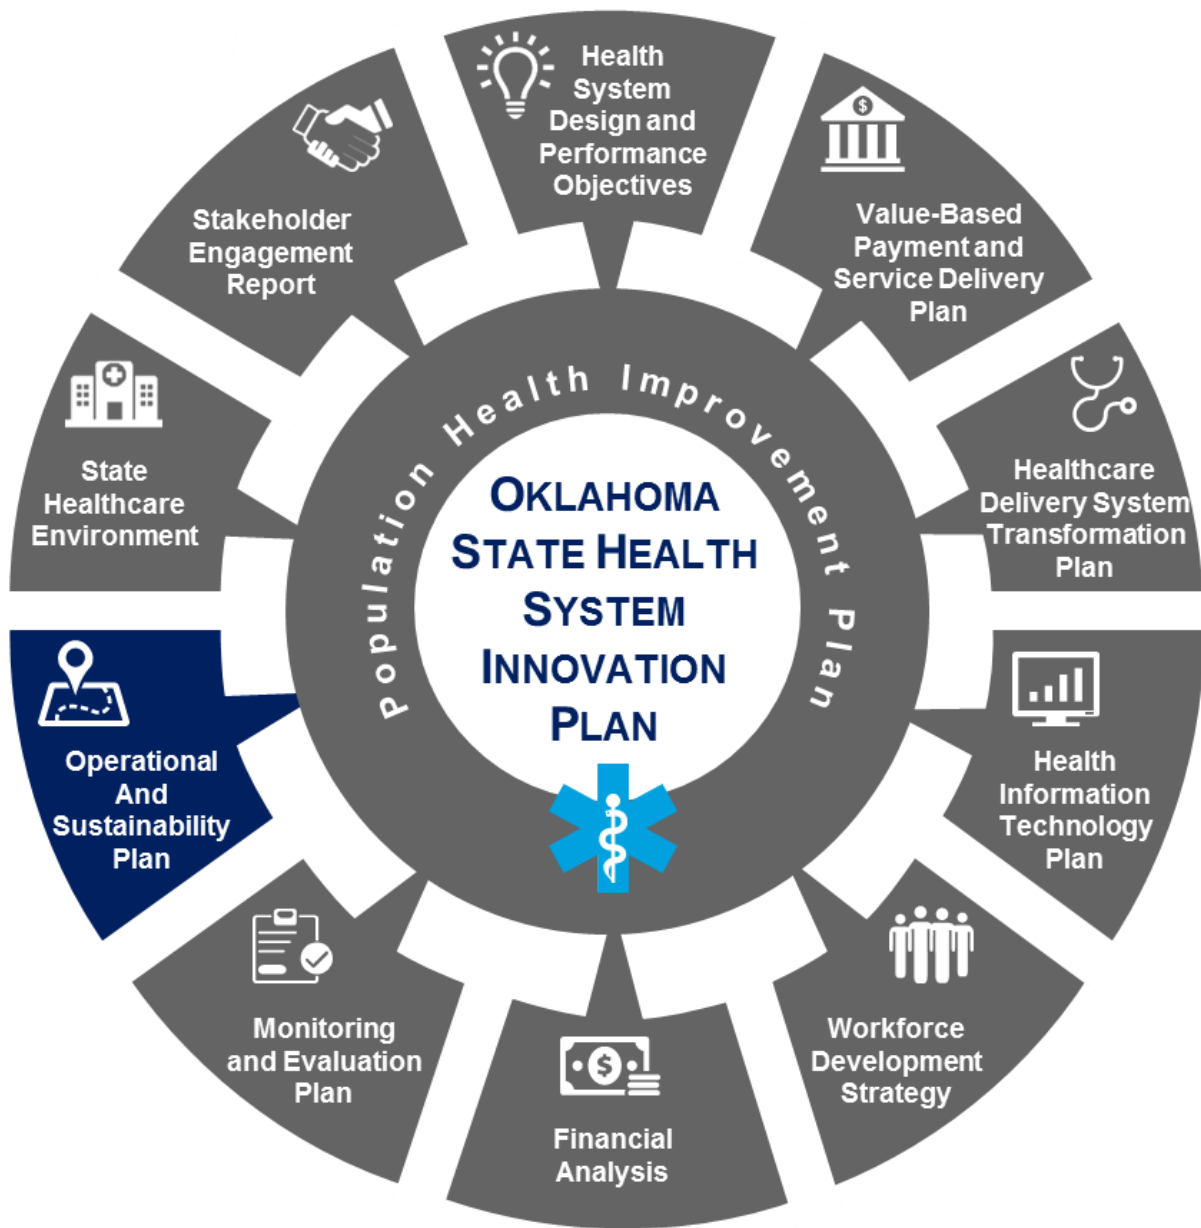 Health
System
Design and
Performance
Objectives
$
Value-Based
Payment and
Service Delivery
Plan
Healthcare
Delivery System
Transformation
Plan
Health
Information
Technology
Plan
Workforce
Development
Strategy
$
Financial
Analysis
Monitoring
and Evaluation
Plan
Operational
And
Sustainability
Plan
State
Healthcare
Environment
Stakeholder
Engagement
Report
Population Health Improvement Plan
OKLAHOMA
STATE HEALTH
SYSTEM
INNOVATION
PLAN